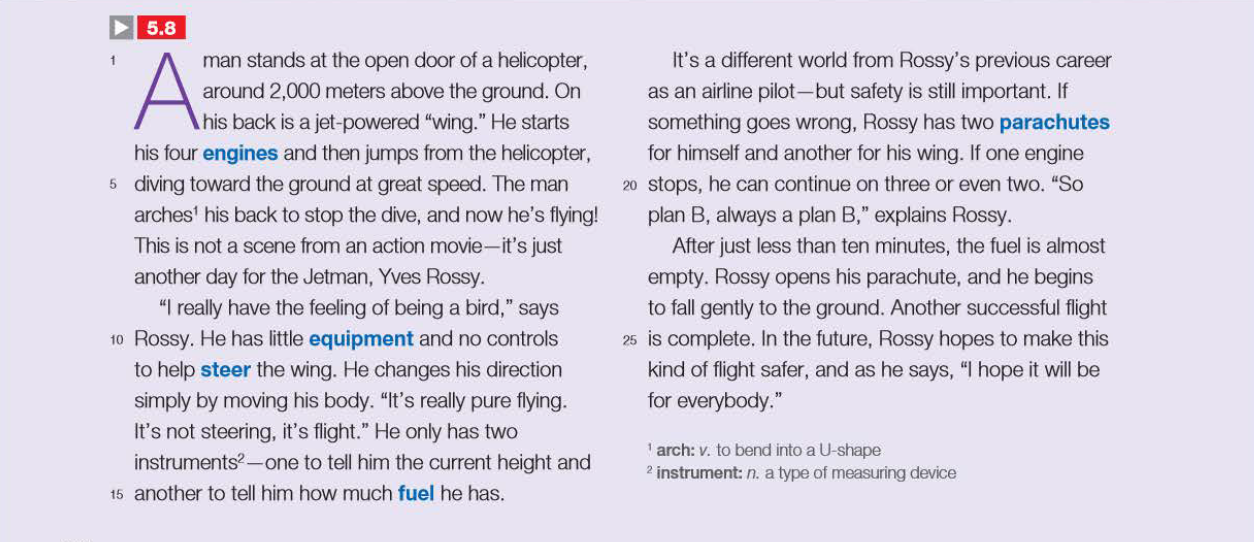 5.8
1 A man stands at the open door of a helicopter,
around 2,000 meters above the ground. On
his back is a jet-powered “wing.” He starts
his four engines and then jumps from the helicopter,
5 diving toward the ground at great speed. The man
arches¹ his back to stop the dive, and now he’s flying!
This is not a scene from an action movie—it’s just
another day for the Jetman, Yves Rossy.
“I really have the feeling of being a bird,” says
10 Rossy. He has little equipment and no controls
to help steer the wing. He changes his direction
simply by moving his body. “It’s really pure flying.
It’s not steering, it’s flight.” He only has two
instruments²—one to tell him the current height and
15 another to tell him how much fuel he has.
It’s a different world from Rossy’s previous career
as an airline pilot—but safety is still important. If
something goes wrong, Rossy has two parachutes
for himself and another for his wing. If one engine
20 stops, he can continue on three or even two. “So
plan B, always a plan B,” explains Rossy.
After just less than ten minutes, the fuel is almost
empty. Rossy opens his parachute, and he begins
to fall gently to the ground. Another successful flight
25 is complete. In the future, Rossy hopes to make this
kind of flight safer, and as he says, “I hope it will be
for everybody.”
¹ arch: v. to bend into a U-shape
² instrument: n. a type of measuring device